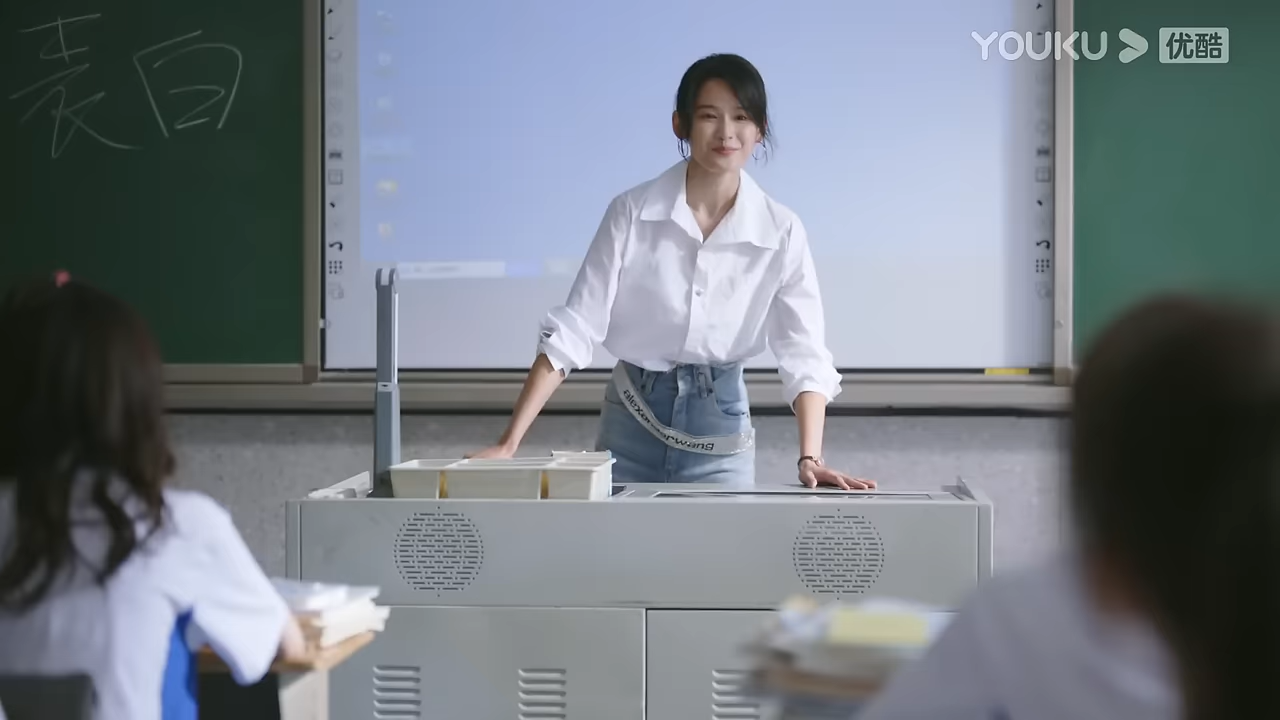 表白
YOUKU 优酷
alexanderwang